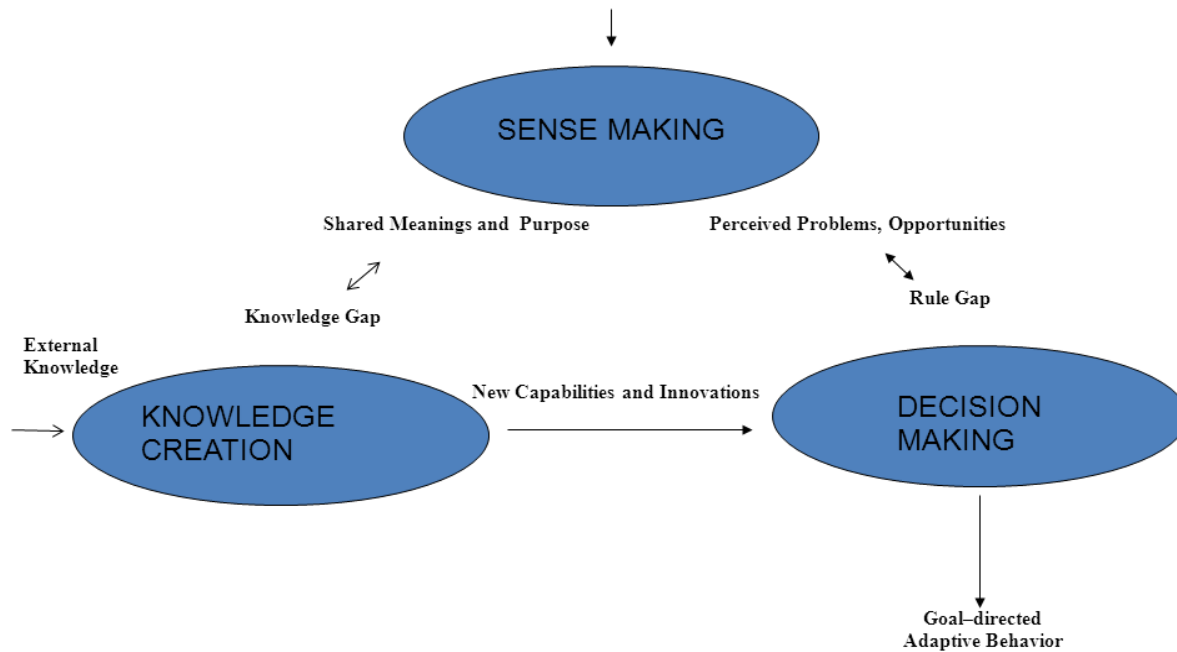 SENSE MAKING
Shared Meanings and Purpose
Perceived Problems, Opportunities
Knowledge Gap
Rule Gap
External
Knowledge
KNOWLEDGE
CREATION
New Capabilities and Innovations
DECISION
MAKING
Goal–directed
Adaptive Behavior